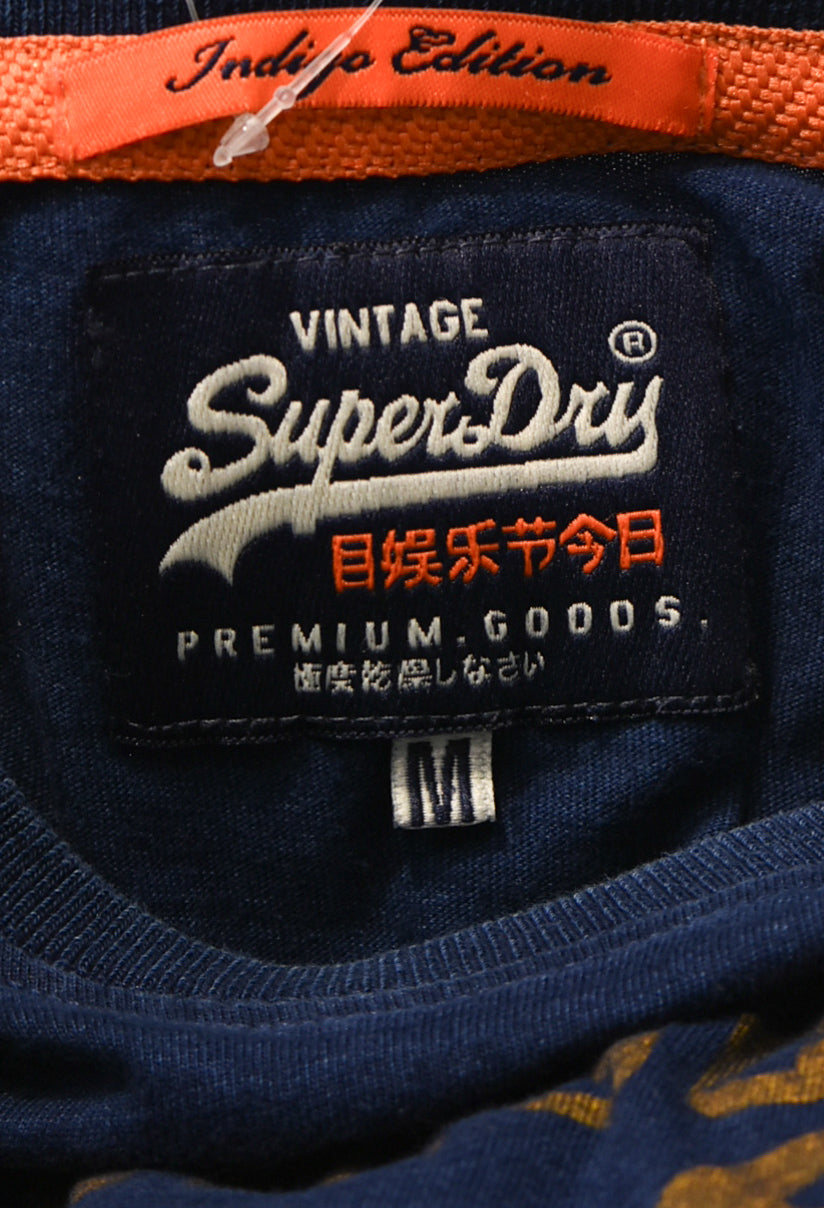 Indigo Edition
VINTAGE
SuperDry ®
目娱乐节今日
PREMIUM.GOODS.
極度乾燥しなさい
M